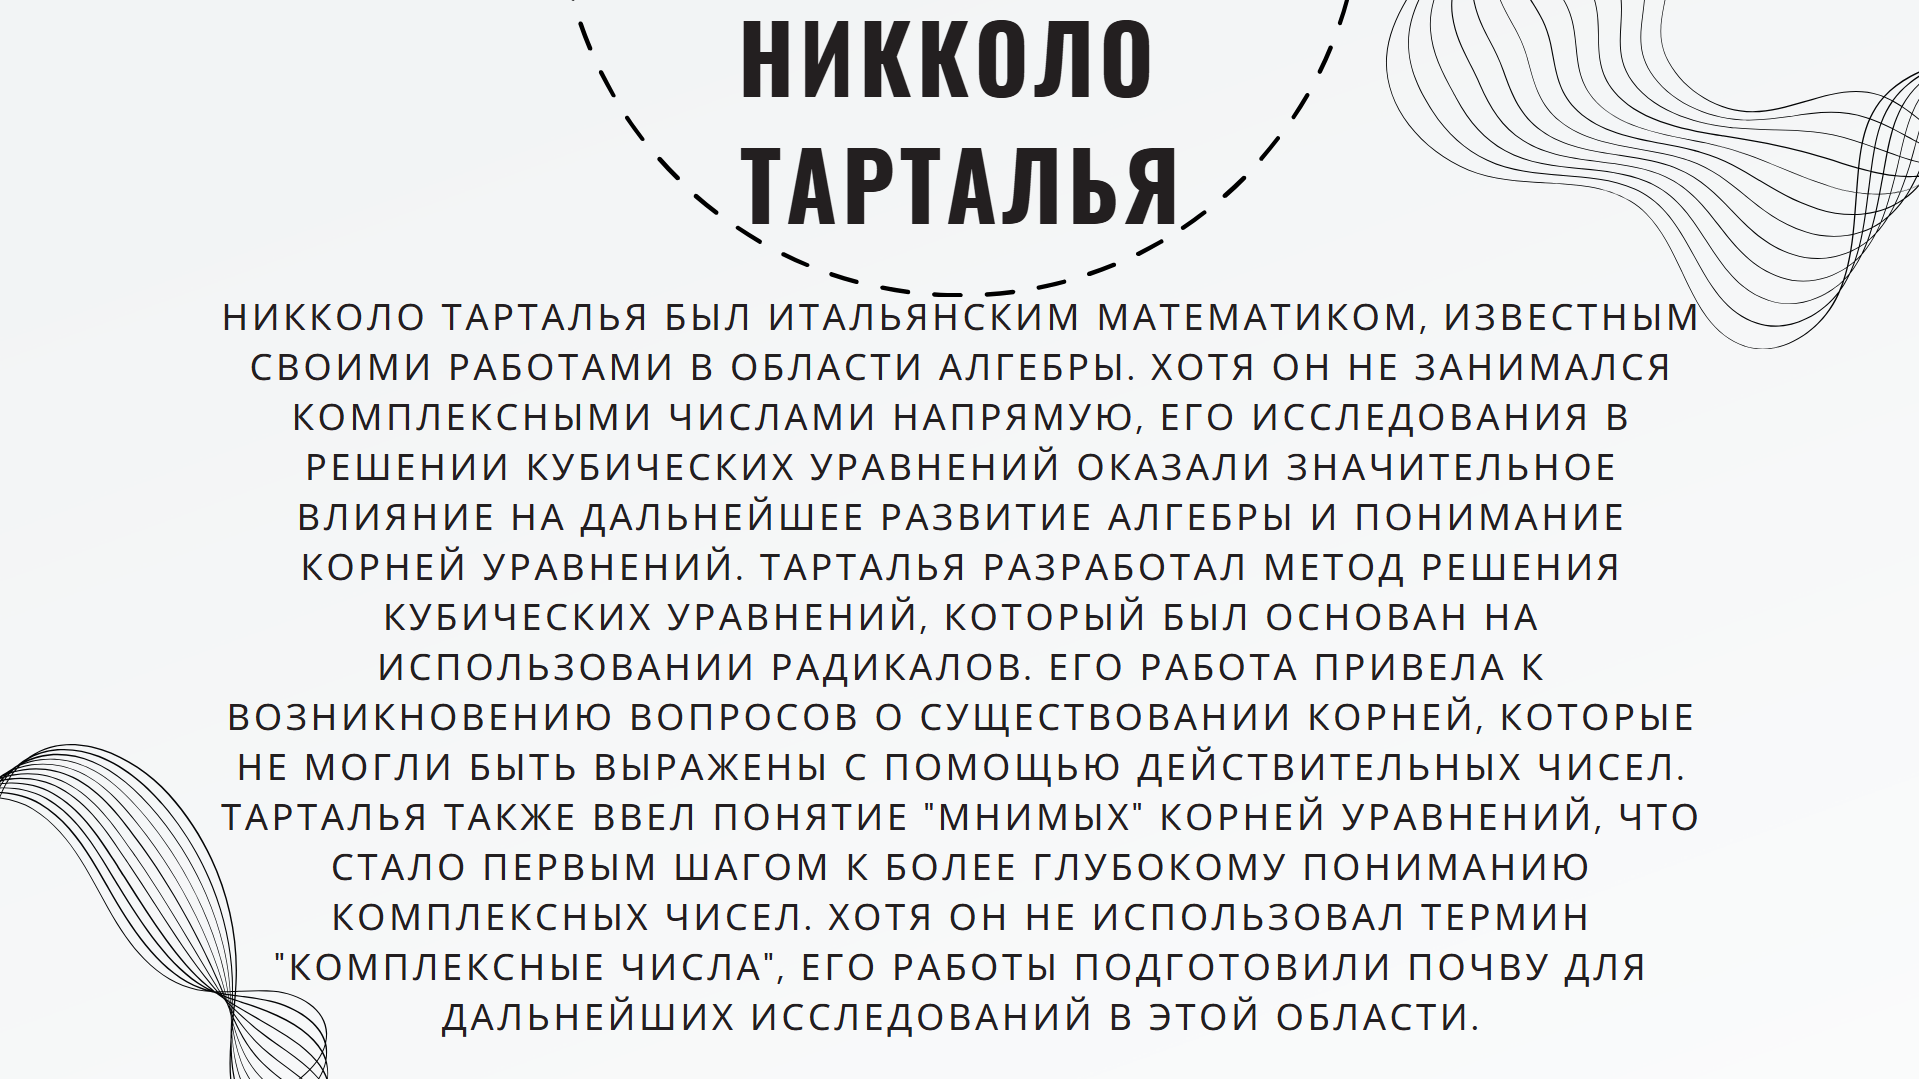 НИККОЛО
ТАРТАЛЬЯ
НИККОЛО ТАРТАЛЬЯ БЫЛ ИТАЛЬЯНСКИМ МАТЕМАТИКОМ, ИЗВЕСТНЫМ
СВОИМИ РАБОТАМИ В ОБЛАСТИ АЛГЕБРЫ. ХОТЯ ОН НЕ ЗАНИМАЛСЯ
КОМПЛЕКСНЫМИ ЧИСЛАМИ НАПРЯМУЮ, ЕГО ИССЛЕДОВАНИЯ В
РЕШЕНИИ КУБИЧЕСКИХ УРАВНЕНИЙ ОКАЗАЛИ ЗНАЧИТЕЛЬНОЕ
ВЛИЯНИЕ НА ДАЛЬНЕЙШЕЕ РАЗВИТИЕ АЛГЕБРЫ И ПОНИМАНИЕ
КОРНЕЙ УРАВНЕНИЙ. ТАРТАЛЬЯ РАЗРАБОТАЛ МЕТОД РЕШЕНИЯ
КУБИЧЕСКИХ УРАВНЕНИЙ, КОТОРЫЙ БЫЛ ОСНОВАН НА
ИСПОЛЬЗОВАНИИ РАДИКАЛОВ. ЕГО РАБОТА ПРИВЕЛА К
ВОЗНИКНОВЕНИЮ ВОПРОСОВ О СУЩЕСТВОВАНИИ КОРНЕЙ, КОТОРЫЕ
НЕ МОГЛИ БЫТЬ ВЫРАЖЕНЫ С ПОМОЩЬЮ ДЕЙСТВИТЕЛЬНЫХ ЧИСЕЛ.
ТАРТАЛЬЯ ТАКЖЕ ВВЕЛ ПОНЯТИЕ "МНИМЫХ" КОРНЕЙ УРАВНЕНИЙ, ЧТО
СТАЛО ПЕРВЫМ ШАГОМ К БОЛЕЕ ГЛУБОКОМУ ПОНИМАНИЮ
КОМПЛЕКСНЫХ ЧИСЕЛ. ХОТЯ ОН НЕ ИСПОЛЬЗОВАЛ ТЕРМИН
"КОМПЛЕКСНЫЕ ЧИСЛА", ЕГО РАБОТЫ ПОДГОТОВИЛИ ПОЧВУ ДЛЯ
ДАЛЬНЕЙШИХ ИССЛЕДОВАНИЙ В ЭТОЙ ОБЛАСТИ.